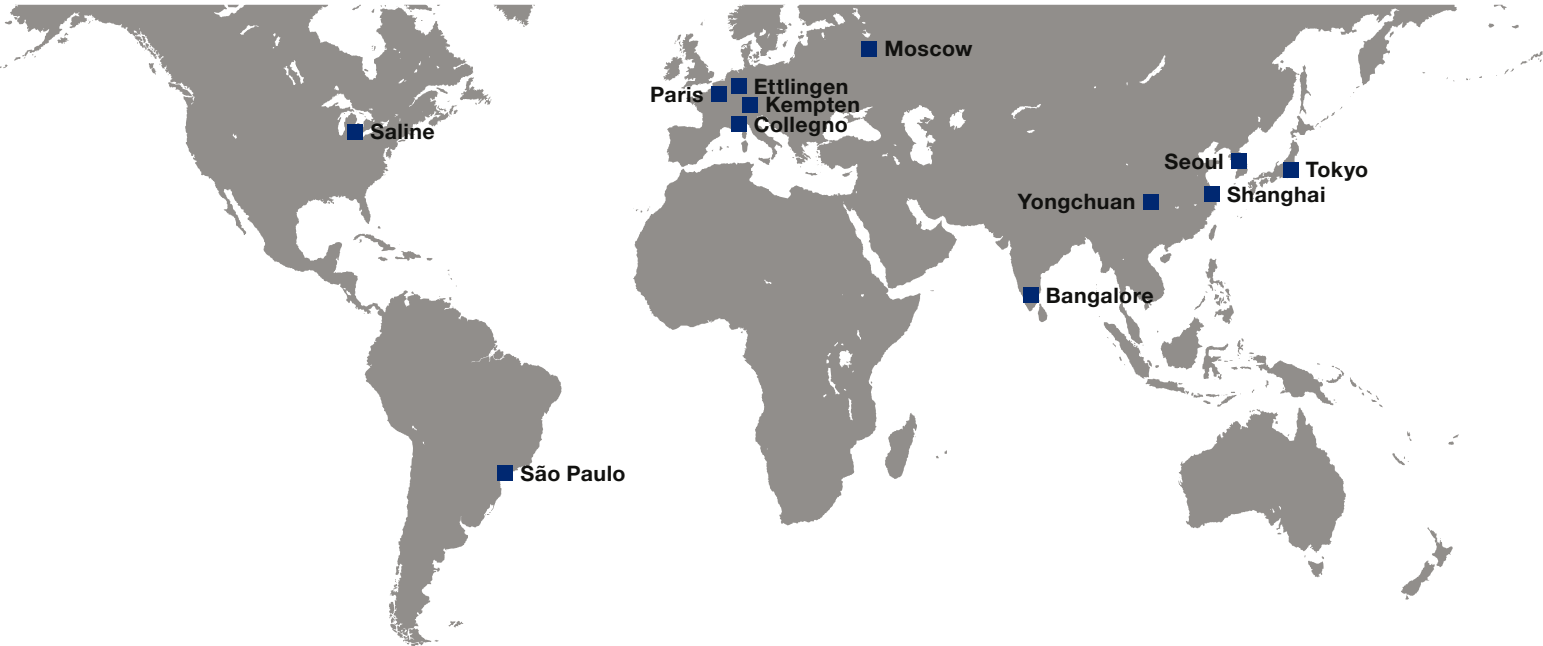 Moscow
Ettlingen
Paris
Kempten
Collegno
Saline
Seoul
Tokyo
Shanghai
Yongchuan
Bangalore
São Paulo